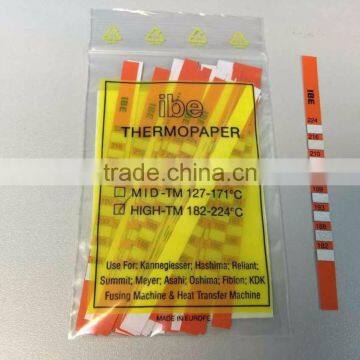 ibe
THERMOPAPER
☐ MID-TM 127-171°C
☑ HIGH-TM 182-224°C
Use For: Kannegiesser; Hashima; Reliant;
Summit; Meyer; Asahi; Oshima; Fiblon; KDK
Fusing Machine & Heat Transfer Machine
MADE IN EUROPE
IBE
224
216
210
199
193
188
182
trade.china.cn